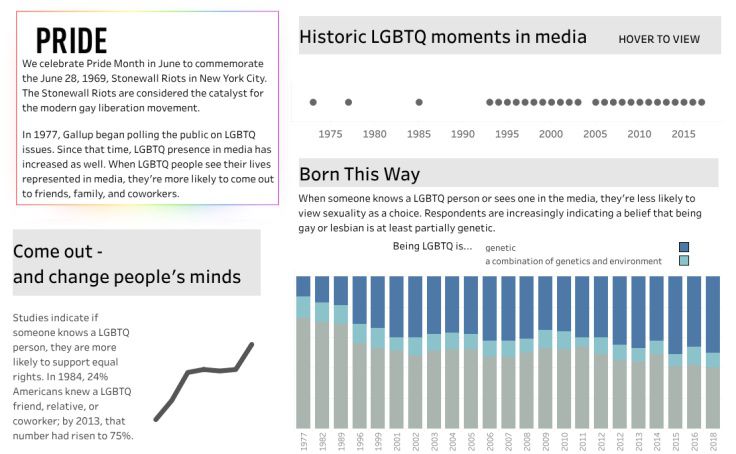 PRIDE
We celebrate Pride Month in June to commemorate
the June 28, 1969, Stonewall Riots in New York City.
The Stonewall Riots are considered the catalyst for
the modern gay liberation movement.
In 1977, Gallup began polling the public on LGBTQ
issues. Since that time, LGBTQ presence in media has
increased as well. When LGBTQ people see their lives
represented in media, they're more likely to come out
to friends, family, and coworkers.
Come out -
and change people's minds
Studies indicate if
someone knows a LGBTQ
person, they are more
likely to support equal
rights. In 1984, 24%
Americans knew a LGBTQ
friend, relative, or
coworker; by 2013, that
number had risen to 75%.
Historic LGBTQ moments in media HOVER TO VIEW
1975 1980 1985 1990 1995 2000 2005 2010 2015
Born This Way
When someone knows a LGBTQ person or sees one in the media, they're less likely to
view sexuality as a choice. Respondents are increasingly indicating a belief that being
gay or lesbian is at least partially genetic.
Being LGBTQ is... genetic
a combination of genetics and environment
1977 1982 1989 1996 1999 2001 2002 2003 2004 2005 2006 2007 2008 2009 2010 2011 2012 2013 2014 2015 2016 2018